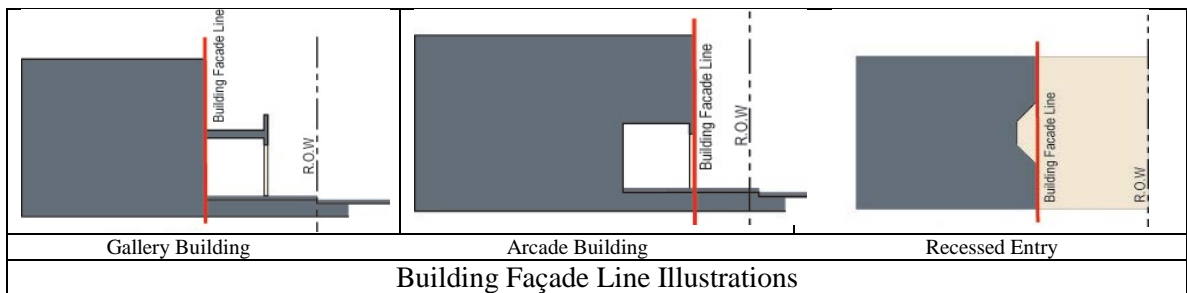 Building Facade Line
R.O.W
Building Facade Line
R.O.W
Building Facade Line
R.O.W
Gallery Building
Arcade Building
Recessed Entry
Building Façade Line Illustrations